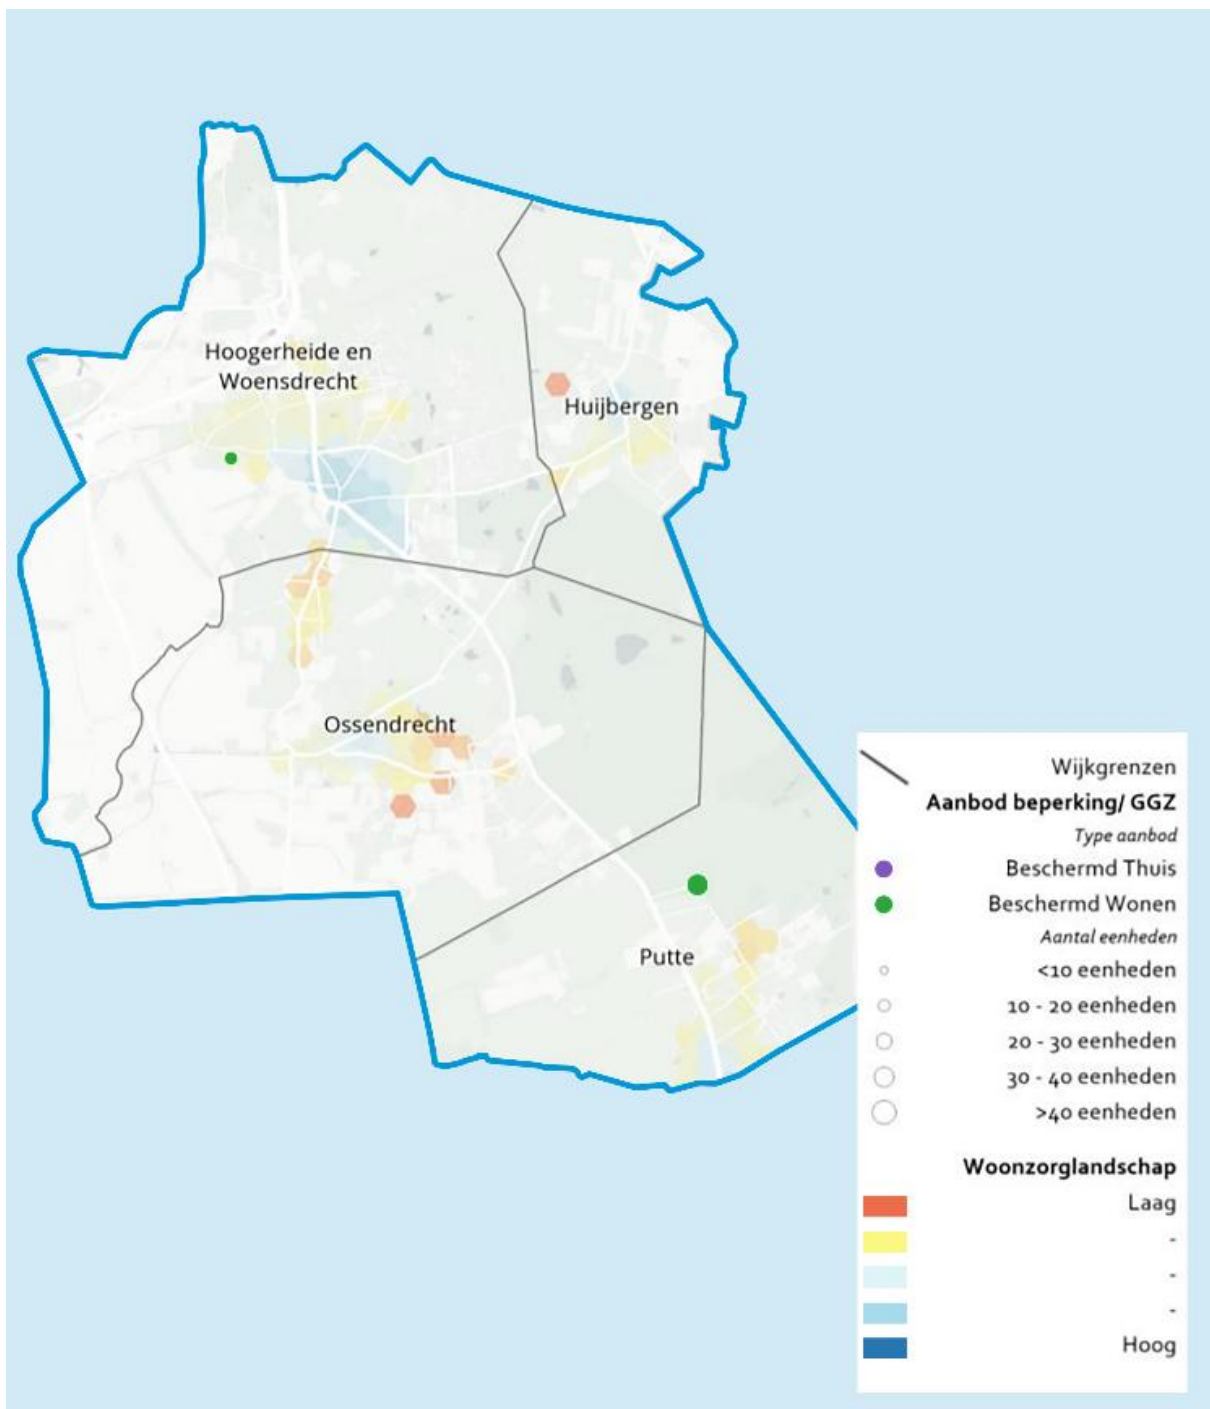 Hoogerheide en
Woensdrecht
Huijbergen
Ossendrecht
Putte
Wijkgrenzen
Aanbod beperking/ GGZ
Type aanbod
Beschermd Thuis
Beschermd Wonen
Aantal eenheden
<10 eenheden
10 - 20 eenheden
20 - 30 eenheden
30 - 40 eenheden
>40 eenheden
Woonzorglandschap
Laag
-
-
-
Hoog